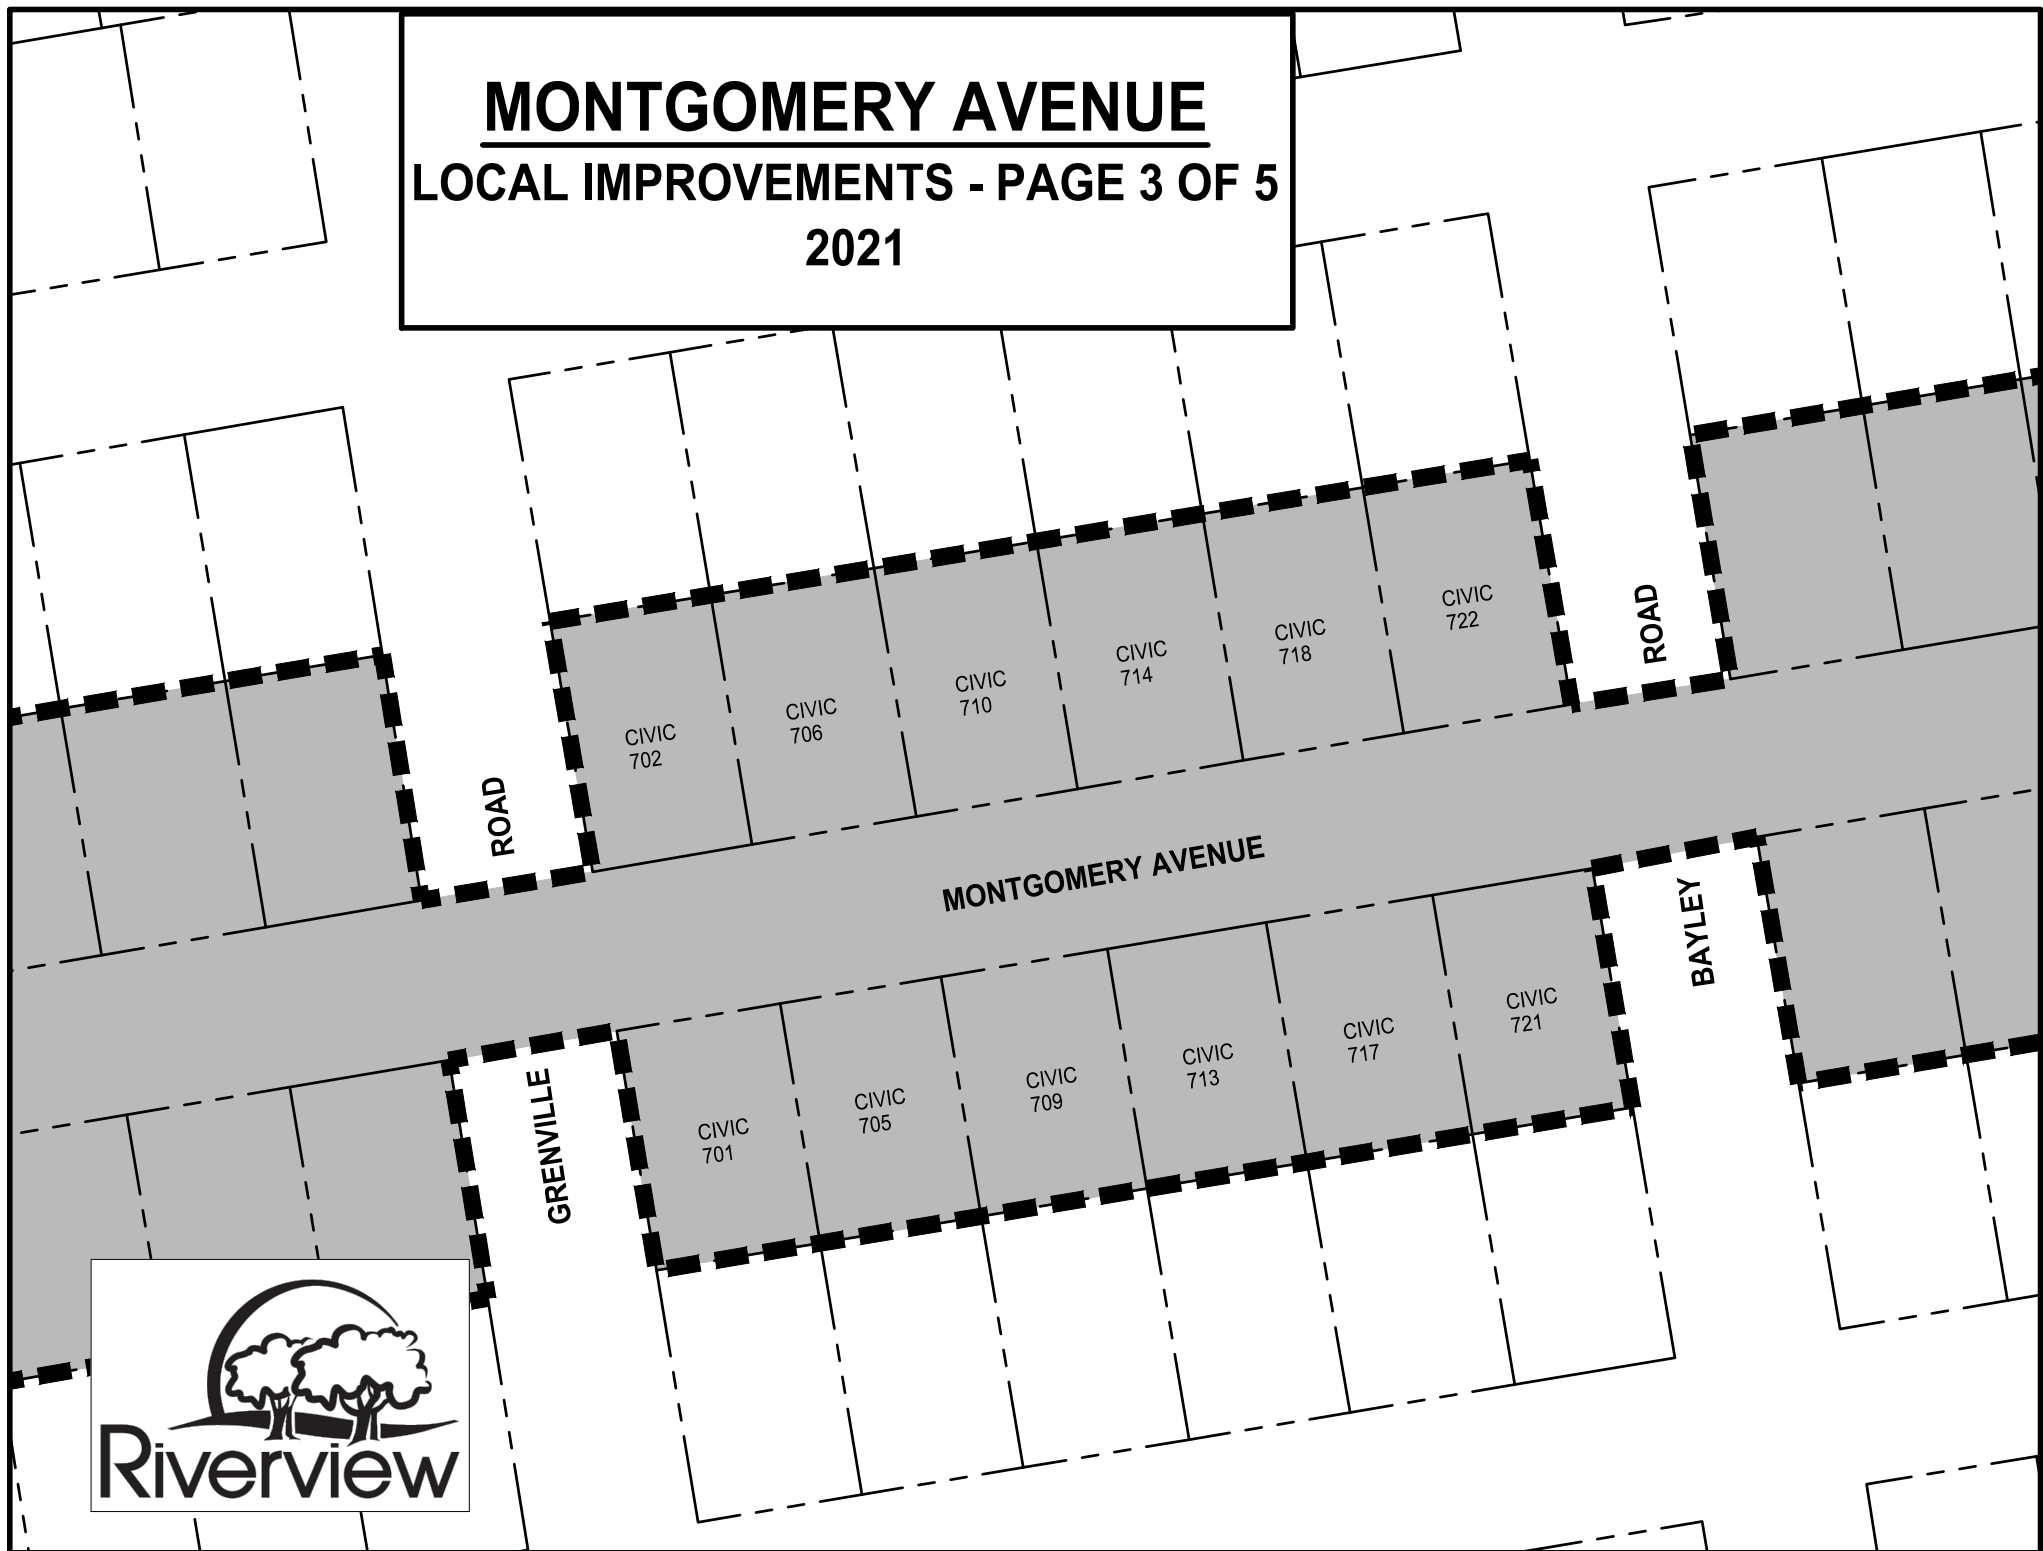 MONTGOMERY AVENUE
LOCAL IMPROVEMENTS - PAGE 3 OF 5
2021
CIVIC
702
CIVIC
706
CIVIC
710
CIVIC
714
CIVIC
718
CIVIC
722
ROAD
ROAD
MONTGOMERY AVENUE
GRENVILLE
BAYLEY
CIVIC
701
CIVIC
705
CIVIC
709
CIVIC
713
CIVIC
717
CIVIC
721
Riverview